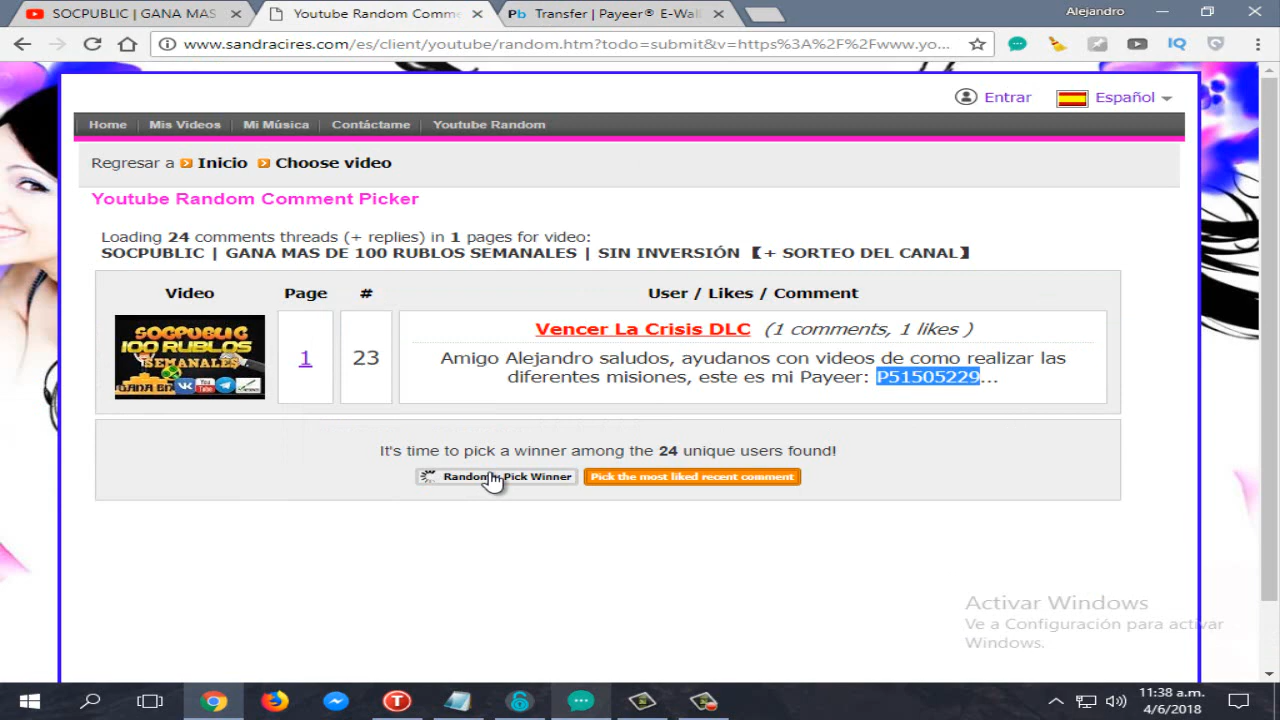 SOCPUBLIC | GANA MAS
Youtube Random Comme
Pb Transfer | Payeer® E-Wall
Alejandro
www.sandracires.com/es/client/youtube/random.htm?todo=submit&v=https%3A%2F%2Fwww.yo...
IQ
Entrar
Español
Home
Mis Videos
Mi Música
Contáctame
Youtube Random
Regresar a Inicio Choose video
Youtube Random Comment Picker
Loading 24 comments threads (+ replies) in 1 pages for video:
SOCPUBLIC | GANA MAS DE 100 RUBLOS SEMANALES | SIN INVERSIÓN 【+ SORTEO DEL CANAL】
Video
Page
#
User / Likes / Comment
SOCPUBLIC
100 RUBLOS
SEMANALES
1
23
Vencer La Crisis DLC (1 comments, 1 likes )
Amigo Alejandro saludos, ayudanos con videos de como realizar las
diferentes misiones, este es mi Payeer: P51505229...
It's time to pick a winner among the 24 unique users found!
Randomly Pick Winner
Pick the most liked recent comment
Activar Windows
Ve a Configuración para activar
Windows.
11:38 a.m.
4/6/2018